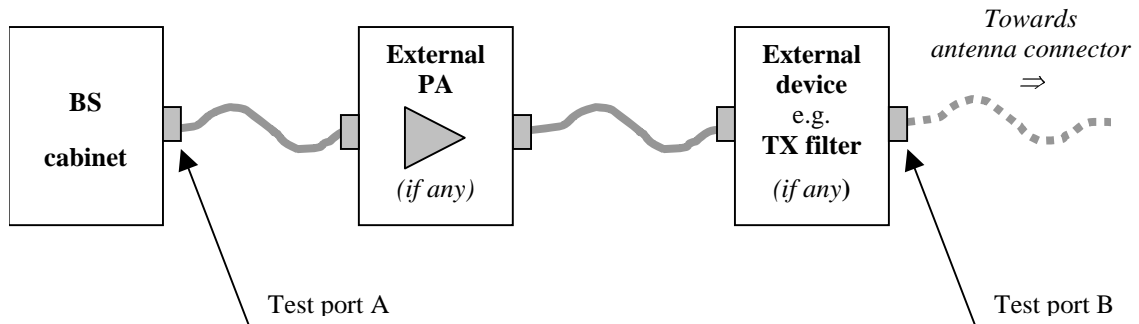 BS
cabinet
External
PA
(if any)
External
device
e.g.
TX filter
(if any)
Towards
antenna connector
⇒
Test port A
Test port B